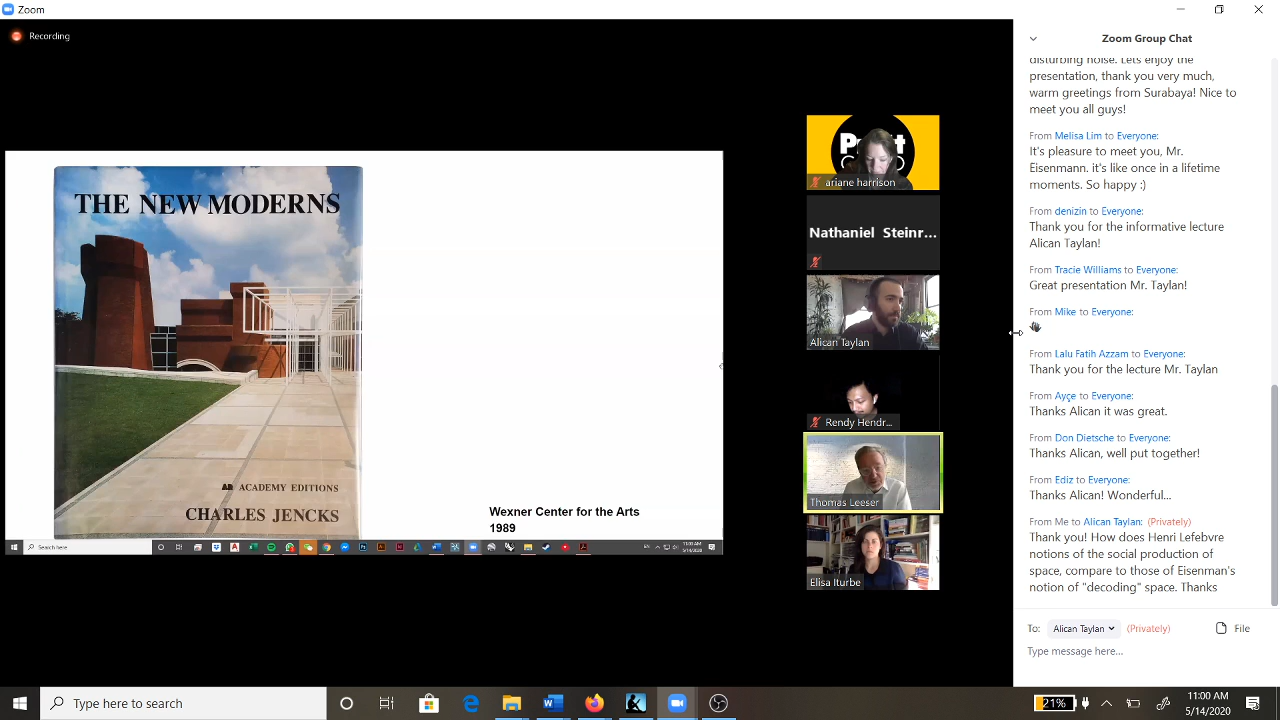 Zoom
Recording
THE NEW MODERNS
ACADEMY EDITIONS
CHARLES JENCKS
Wexner Center for the Arts
1989
Search here
11:00 AM
5/14/2020
ariane harrison
Nathaniel Steinr...
Alican Taylan
Rendy Hendr...
Thomas Leeser
Elisa Iturbe
Zoom Group Chat
disturbing noise. Lets enjoy the
presentation, thank you very much,
warm greetings from Surabaya! Nice to
meet you all guys!
From Melisa Lim to Everyone:
It's pleasure to meet you, Mr.
Eisenmann. it's like once in a lifetime
moments. So happy :)
From denizin to Everyone:
Thank you for the informative lecture
Alican Taylan!
From Tracie Williams to Everyone:
Great presentation Mr. Taylan!
From Mike to Everyone:
From Lalu Fatih Azzam to Everyone:
Thank you for the lecture Mr. Taylan
From Ayçe to Everyone:
Thanks Alican it was great.
From Don Dietsche to Everyone:
Thanks Alican, well put together!
From Ediz to Everyone:
Thanks Alican! Wonderful...
From Me to Alican Taylan: (Privately)
Thank you! How does Henri Lefebvre
notions of the social production of
space, compare to those of Eisenman's
notion of "decoding" space. Thanks
To: Alican Taylan (Privately) File
Type message here...
Type here to search
21%
11:00 AM
5/14/2020